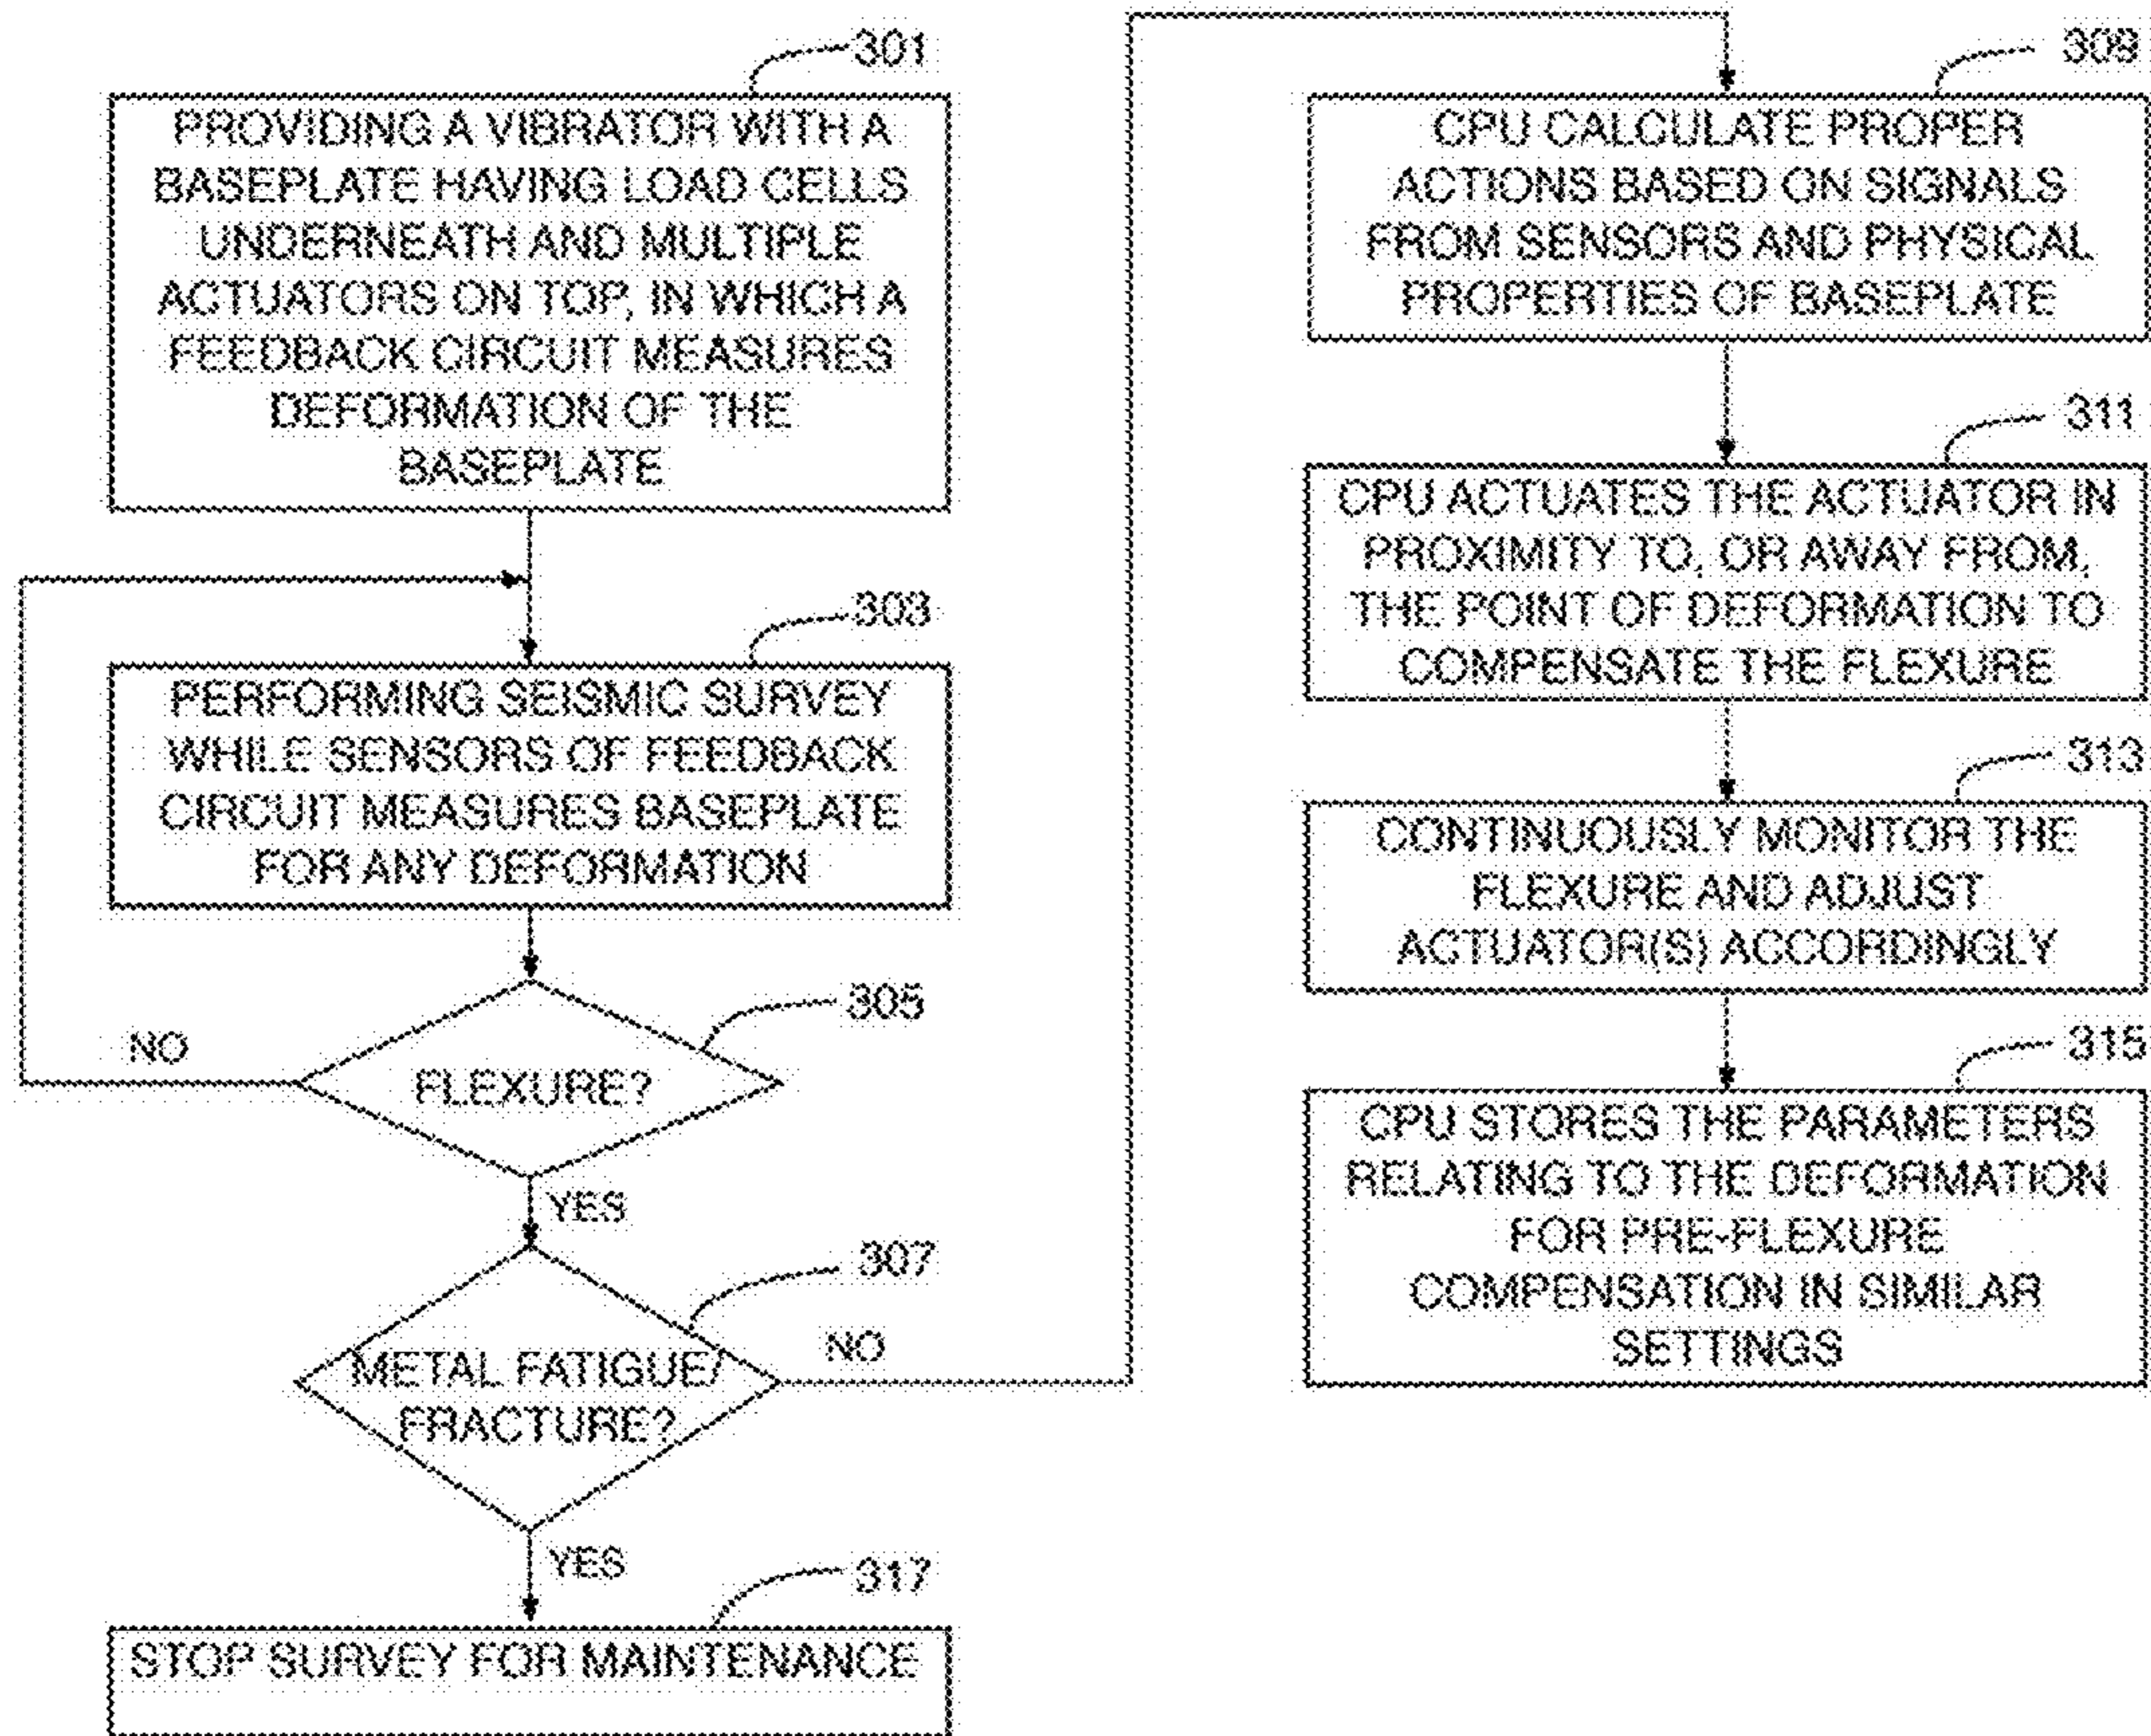 301
PROVIDING A VIBRATOR WITH A
BASEPLATE HAVING LOAD CELLS
UNDERNEATH AND MULTIPLE
ACTUATORS ON TOP, IN WHICH A
FEEDBACK CIRCUIT MEASURES
DEFORMATION OF THE
BASEPLATE
303
PERFORMING SEISMIC SURVEY
WHILE SENSORS OF FEEDBACK
CIRCUIT MEASURES BASEPLATE
FOR ANY DEFORMATION
305
NO
FLEXURE?
YES
307
NO
METAL FATIGUE/
FRACTURE?
YES
317
STOP SURVEY FOR MAINTENANCE
309
CPU CALCULATE PROPER
ACTIONS BASED ON SIGNALS
FROM SENSORS AND PHYSICAL
PROPERTIES OF BASEPLATE
311
CPU ACTUATES THE ACTUATOR IN
PROXIMITY TO, OR AWAY FROM,
THE POINT OF DEFORMATION TO
COMPENSATE THE FLEXURE
313
CONTINUOUSLY MONITOR THE
FLEXURE AND ADJUST
ACTUATOR(S) ACCORDINGLY
315
CPU STORES THE PARAMETERS
RELATING TO THE DEFORMATION
FOR PRE-FLEXURE
COMPENSATION IN SIMILAR
SETTINGS